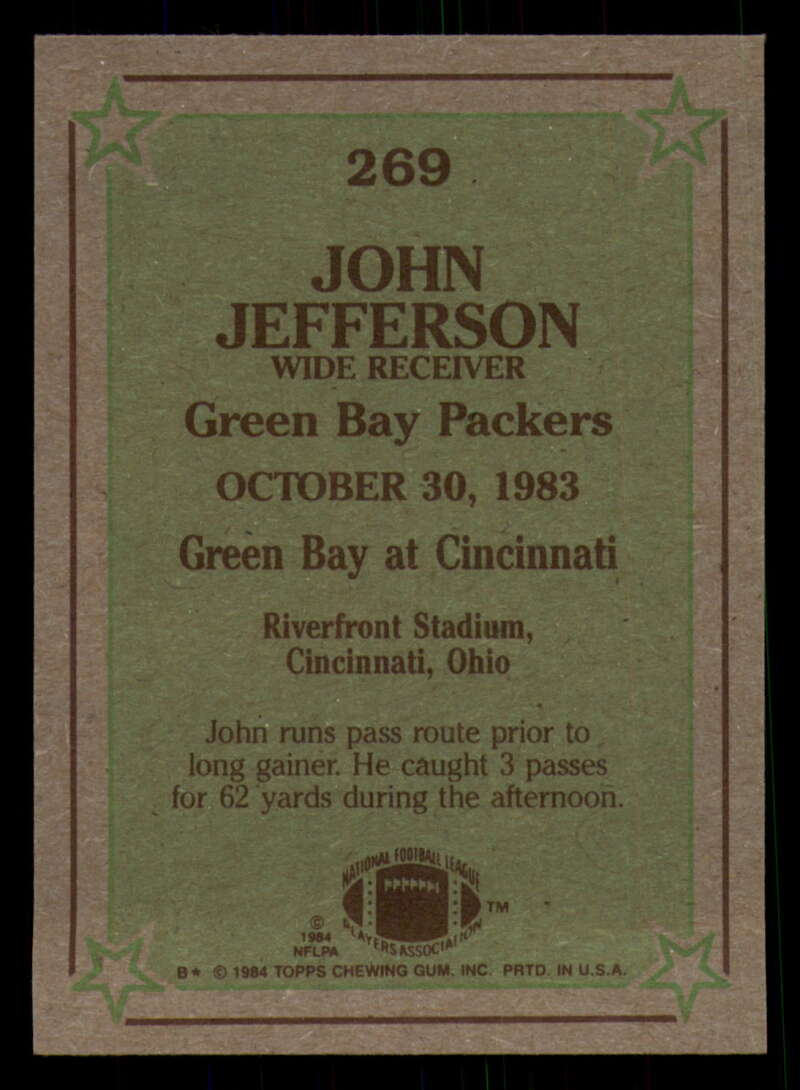 269
JOHN
JEFFERSON
WIDE RECEIVER
Green Bay Packers
OCTOBER 30, 1983
Green Bay at Cincinnati
Riverfront Stadium,
Cincinnati, Ohio
John runs pass route prior to
long gainer. He caught 3 passes
for 62 yards during the afternoon.
NATIONAL FOOTBALL LEAGUE
PLAYERS ASSOCIATION
TM
©
1984
NFLPA
B* © 1984 TOPPS CHEWING GUM, INC. PRTD. IN U.S.A.